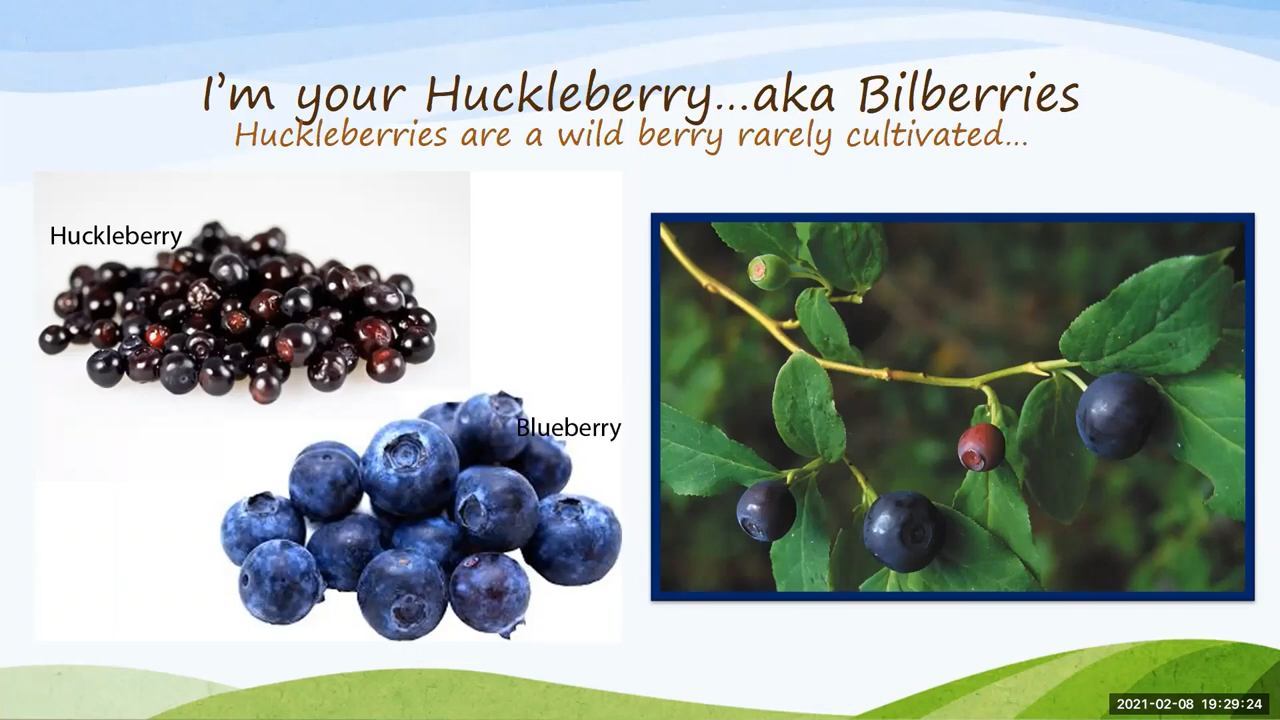 I'm your Huckleberry...aka Bilberries
Huckleberries are a wild berry rarely cultivated...
Huckleberry
Blueberry
2021-02-08 19:29:24